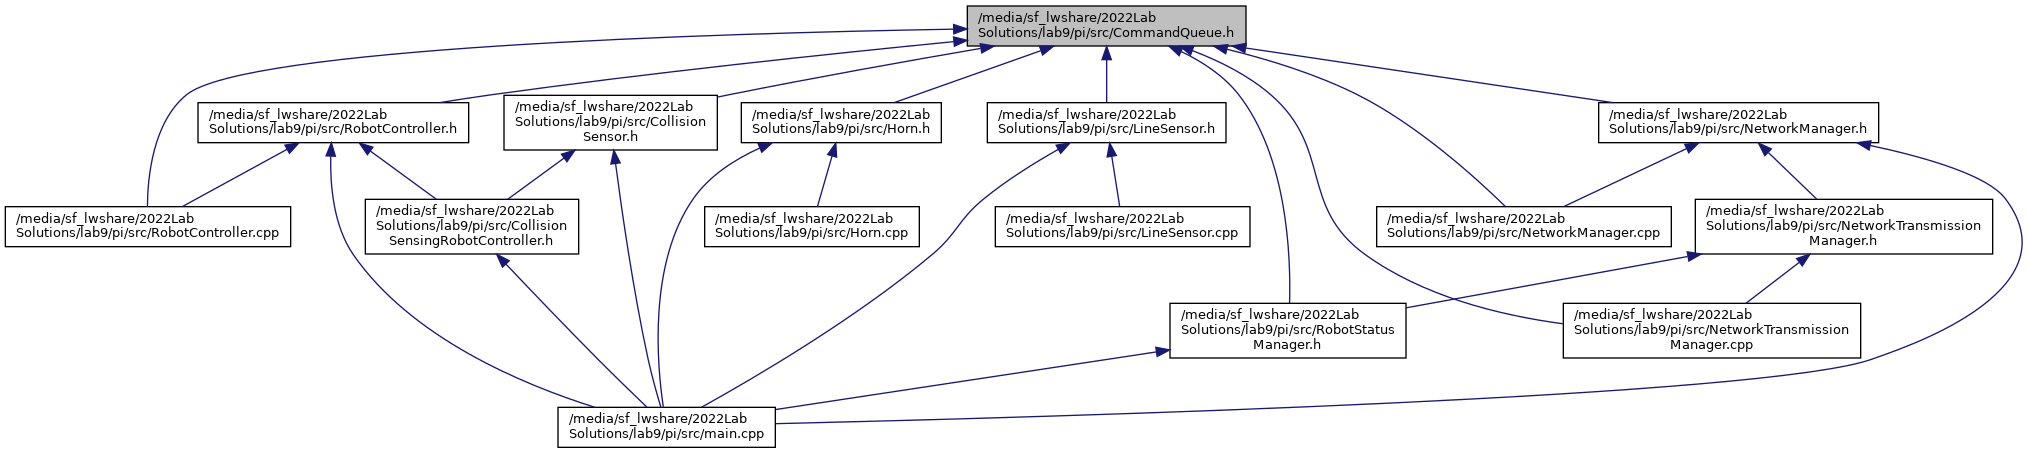 /media/sf_lwshare/2022Lab
Solutions/lab9/pi/src/CommandQueue.h
/media/sf_lwshare/2022Lab
Solutions/lab9/pi/src/RobotController.h
/media/sf_lwshare/2022Lab
Solutions/lab9/pi/src/Collision
Sensor.h
/media/sf_lwshare/2022Lab
Solutions/lab9/pi/src/Horn.h
/media/sf_lwshare/2022Lab
Solutions/lab9/pi/src/LineSensor.h
/media/sf_lwshare/2022Lab
Solutions/lab9/pi/src/NetworkManager.h
/media/sf_lwshare/2022Lab
Solutions/lab9/pi/src/RobotController.cpp
/media/sf_lwshare/2022Lab
Solutions/lab9/pi/src/Collision
SensingRobotController.h
/media/sf_lwshare/2022Lab
Solutions/lab9/pi/src/Horn.cpp
/media/sf_lwshare/2022Lab
Solutions/lab9/pi/src/LineSensor.cpp
/media/sf_lwshare/2022Lab
Solutions/lab9/pi/src/NetworkManager.cpp
/media/sf_lwshare/2022Lab
Solutions/lab9/pi/src/NetworkTransmission
Manager.h
/media/sf_lwshare/2022Lab
Solutions/lab9/pi/src/RobotStatus
Manager.h
/media/sf_lwshare/2022Lab
Solutions/lab9/pi/src/NetworkTransmission
Manager.cpp
/media/sf_lwshare/2022Lab
Solutions/lab9/pi/src/main.cpp